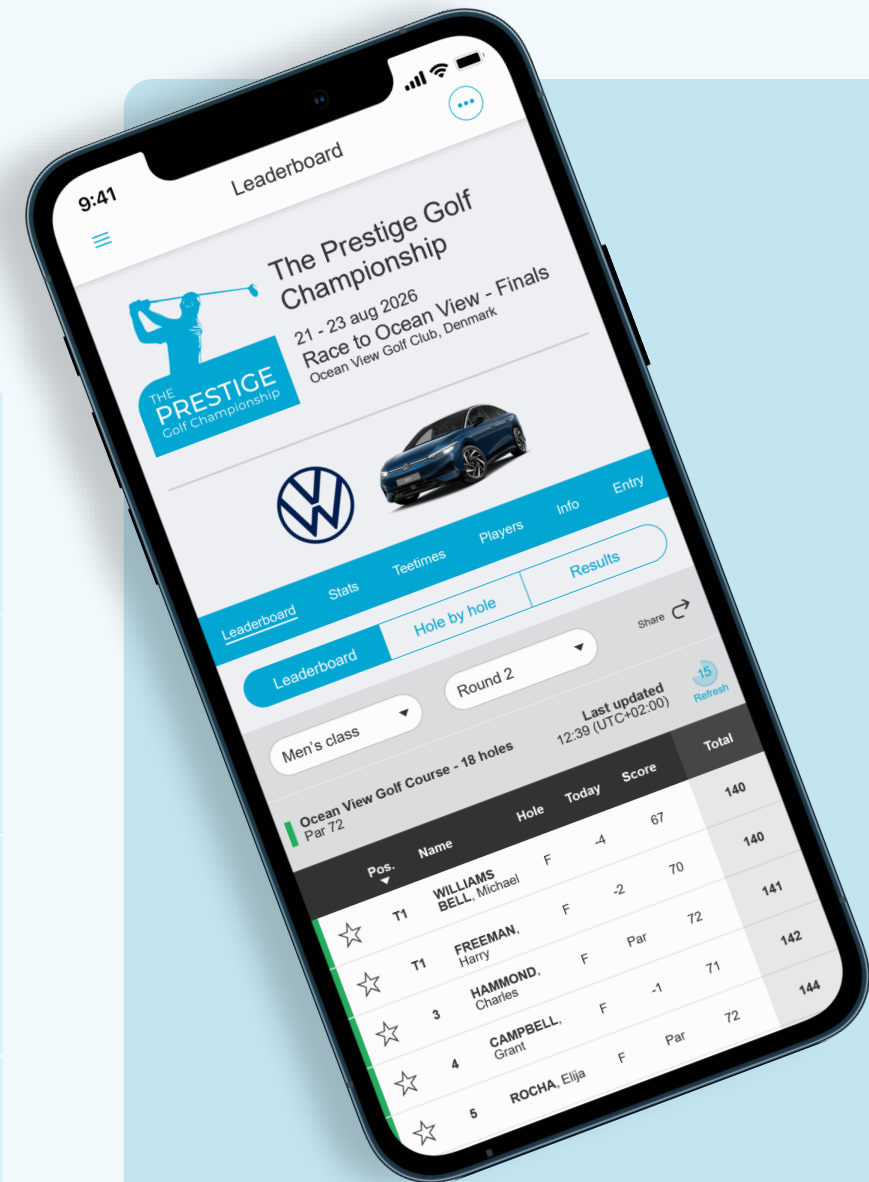 9:41
Leaderboard
The Prestige Golf
Championship
21 - 23 aug 2026
Race to Ocean View - Finals
Ocean View Golf Club, Denmark
THE
PRESTIGE
Golf Championship
Leaderboard Stats Teetimes Players Info Entry
Leaderboard Hole by hole Results
Men's class Round 2 Share
Ocean View Golf Course - 18 holes
Par 72
Last updated
12:39 (UTC+02:00)
15
Refresh
Pos. Name Hole Today Score Total
T1 WILLIAMS
BELL, Michael F -4 67 140
T1 FREEMAN,
Harry F -2 70 140
3 HAMMOND,
Charles F Par 72 141
4 CAMPBELL,
Grant F -1 71 142
5 ROCHA, Elija F Par 72 144